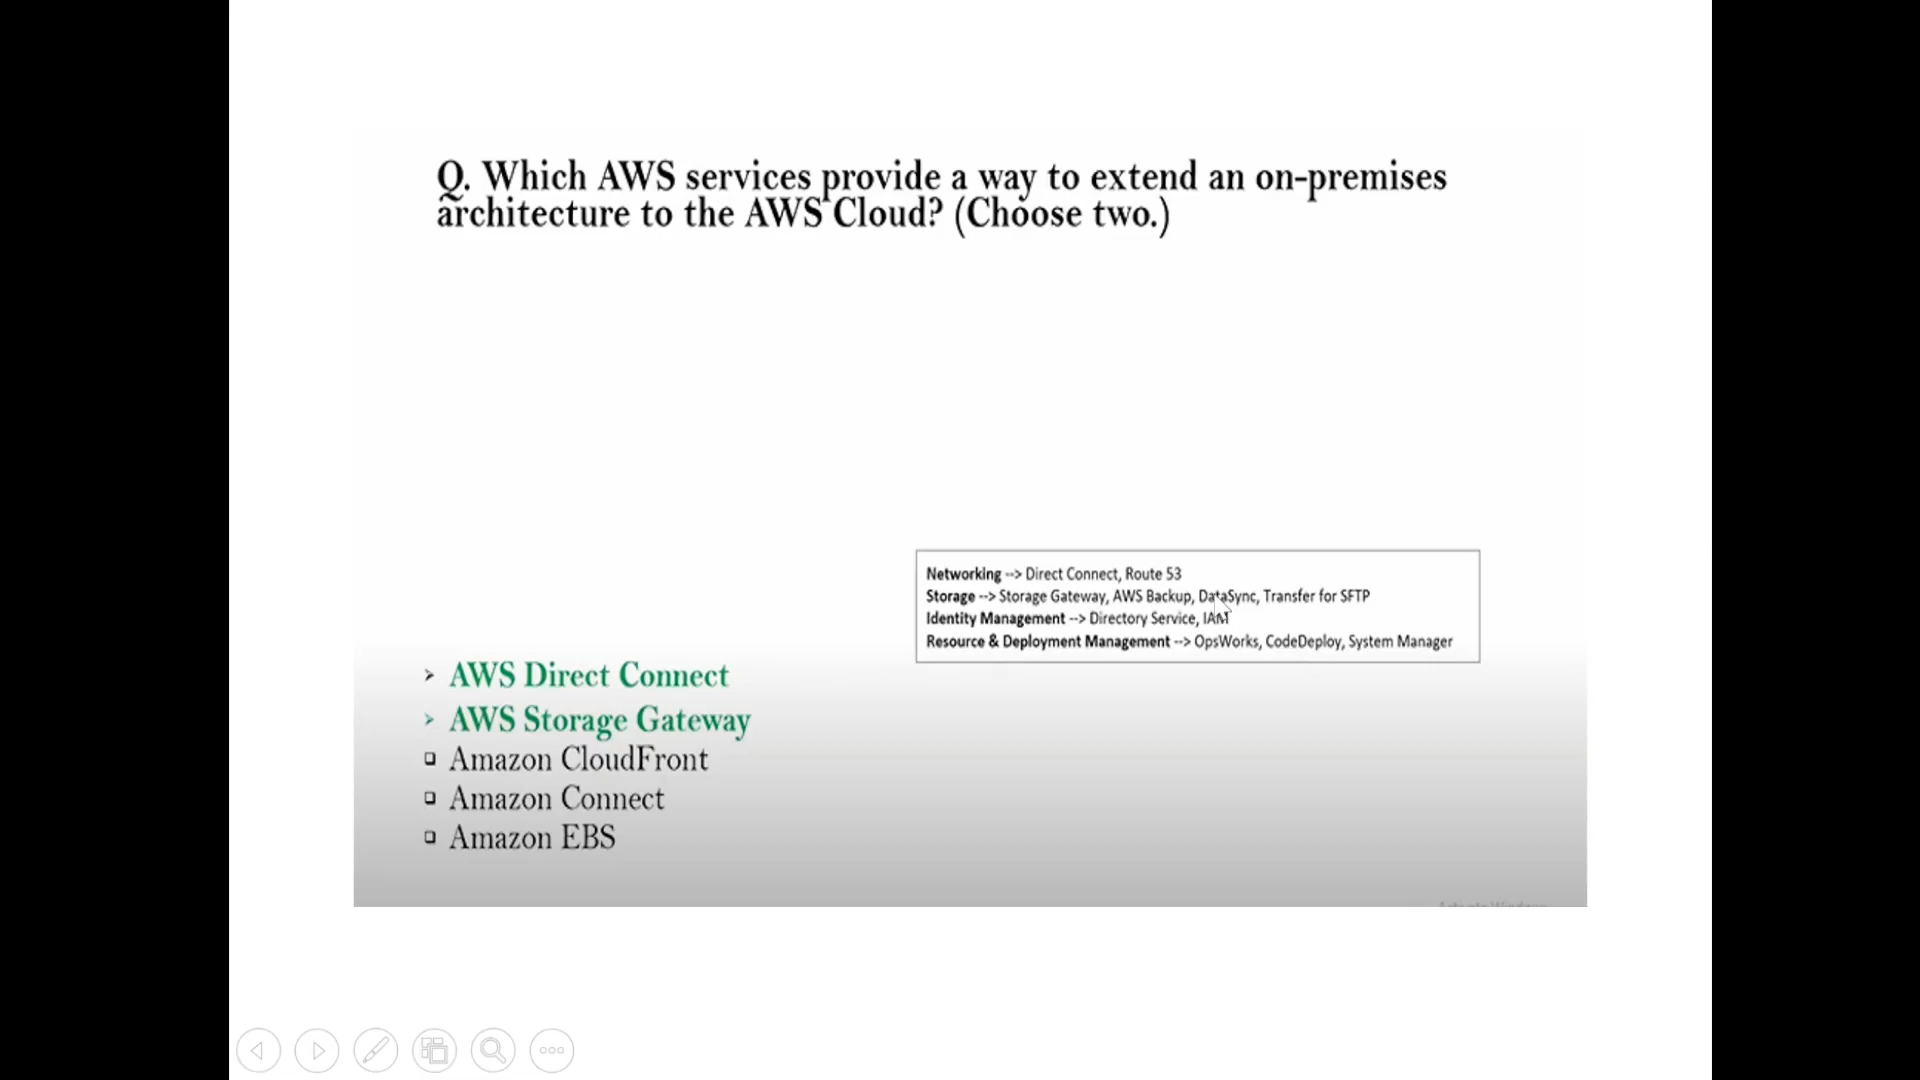 Q. Which AWS services provide a way to extend an on-premises
architecture to the AWS Cloud? (Choose two.)
Networking --> Direct Connect, Route 53
Storage --> Storage Gateway, AWS Backup, DataSync, Transfer for SFTP
Identity Management --> Directory Service, IAM
Resource & Deployment Management --> OpsWorks, CodeDeploy, System Manager
➢ AWS Direct Connect
➢ AWS Storage Gateway
❑ Amazon CloudFront
❑ Amazon Connect
❑ Amazon EBS